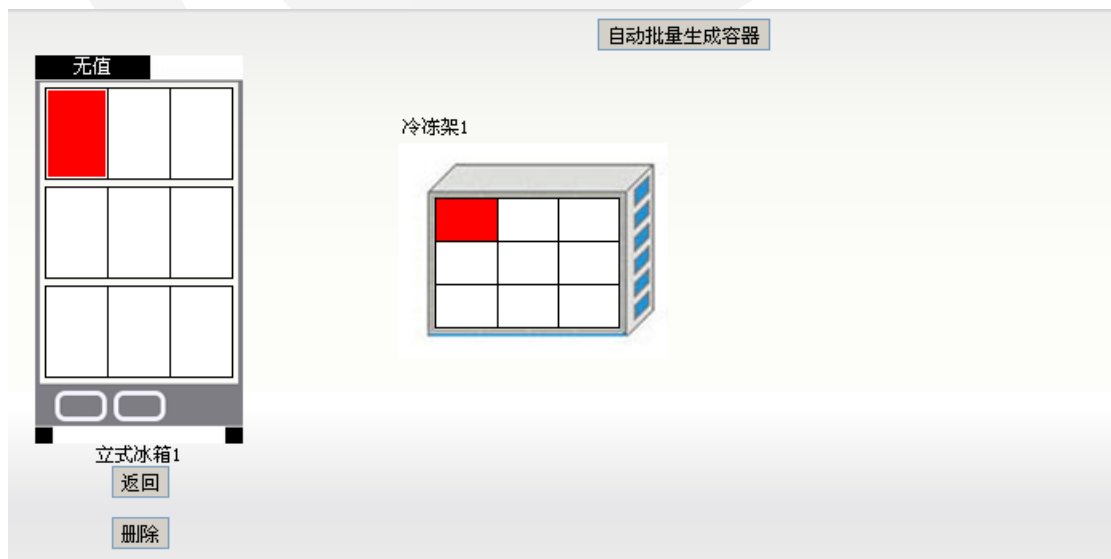 自动批量生成容器
无值
冷冻架1
立式冰箱1
返回
删除